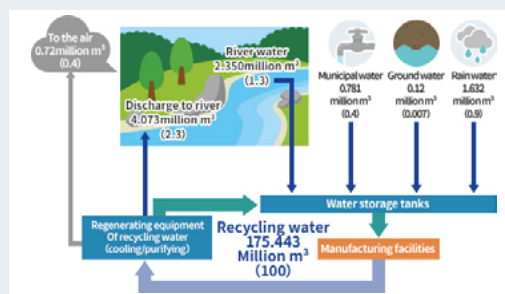 To the air
0.72million m³
(0.4)
River water
2.350million m³
(1.3)
Discharge to river
4.073million m³
(2.3)
Municipal water
0.781
million m³
(0.4)
Ground water
0.12
million m³
(0.007)
Rain water
1.632
million m³
(0.9)
Water storage tanks
Regenerating equipment
Of recycling water
(cooling/purifying)
Recycling water
175.443
Million m³
(100)
Manufacturing facilities